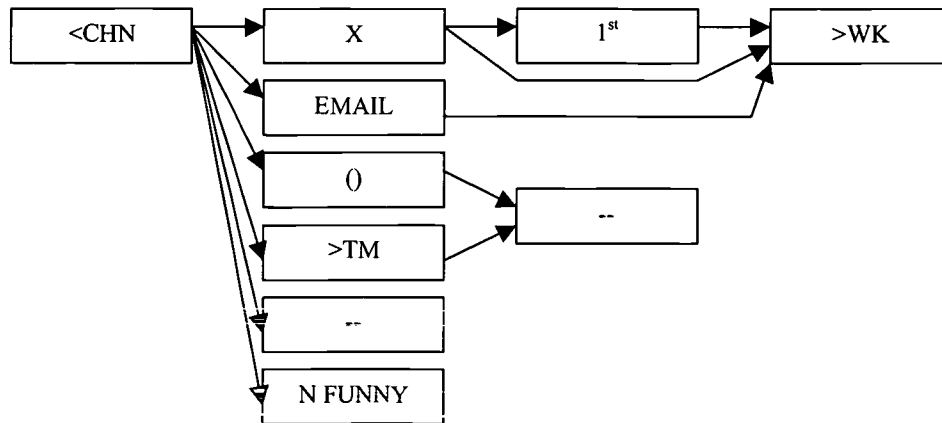 <CHN
X
1st
>WK
EMAIL
()
--
>TM
--
N FUNNY